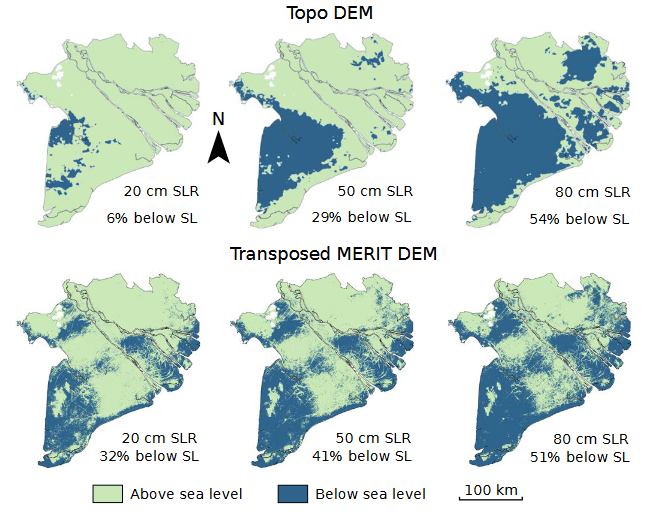 Topo DEM
N
20 cm SLR
6% below SL
50 cm SLR
29% below SL
80 cm SLR
54% below SL
Transposed MERIT DEM
20 cm SLR
32% below SL
50 cm SLR
41% below SL
80 cm SLR
51% below SL
Above sea level
Below sea level
100 km